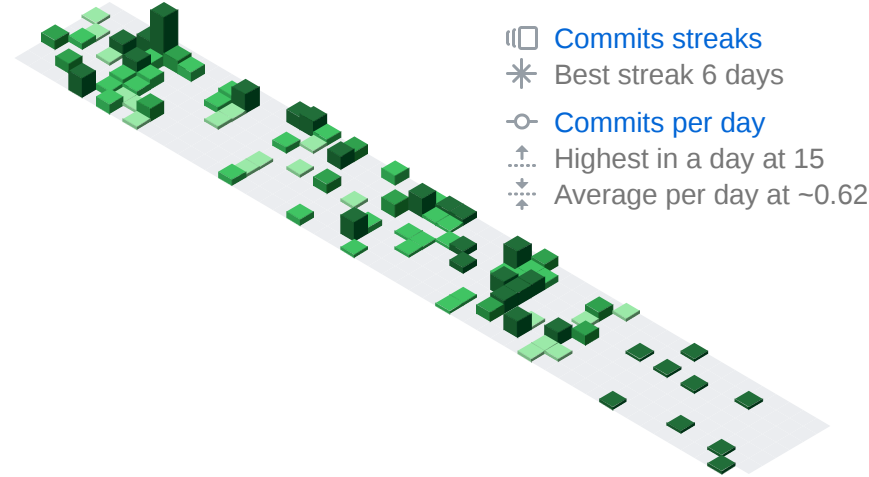 Commits streaks
Best streak 6 days
Commits per day
Highest in a day at 15
Average per day at ~0.62